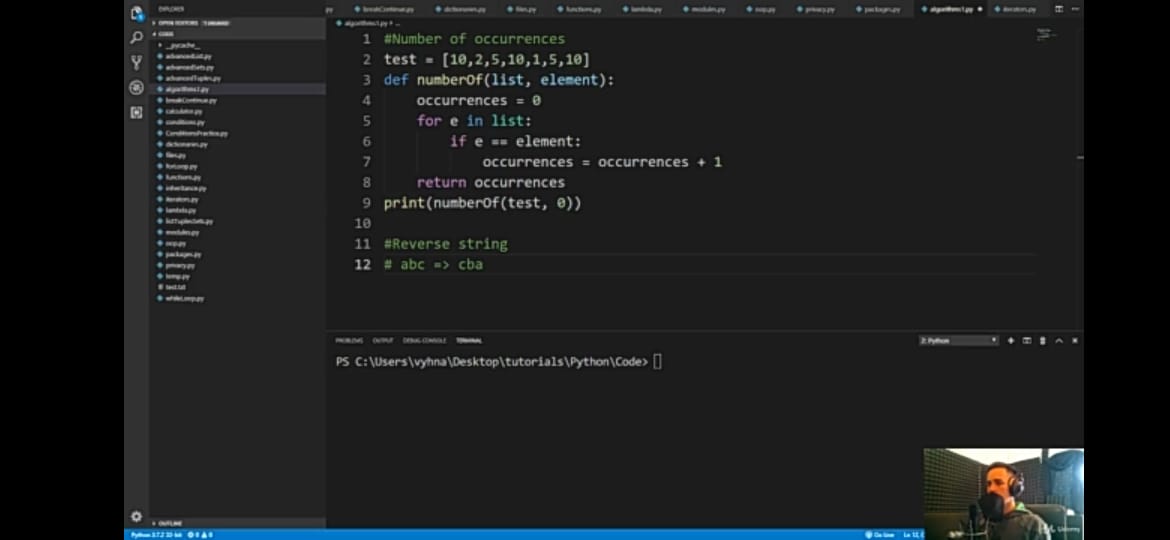 EXPLORER
OPEN EDITORS 1 UNSAVED
CODE
__pycache__
advancedList.py
advancedSets.py
advancedTuples.py
algorithms1.py
breakContinue.py
calculator.py
conditions.py
ConditionsPractice.py
dictionaries.py
files.py
forLoop.py
functions.py
inheritance.py
iterators.py
lambda.py
listTuplesSets.py
modules.py
oop.py
packages.py
privacy.py
temp.py
test.txt
whileLoop.py
OUTLINE
py breakContinue.py dictionaries.py files.py functions.py lambda.py modules.py oop.py privacy.py packages.py algorithms1.py iterators.py
algorithms1.py > ...
1 #Number of occurrences
2 test = [10,2,5,10,1,5,10]
3 def numberOf(list, element):
4 occurrences = 0
5 for e in list:
6 if e == element:
7 occurrences = occurrences + 1
8 return occurrences
9 print(numberOf(test, 0))
10
11 #Reverse string
12 # abc => cba
PROBLEMS OUTPUT DEBUG CONSOLE TERMINAL 2: Python
PS C:\Users\vyhna\Desktop\tutorials\Python\Code>
Udemy
Python 3.7.2 32-bit 0 0 Go Live Ln 12,